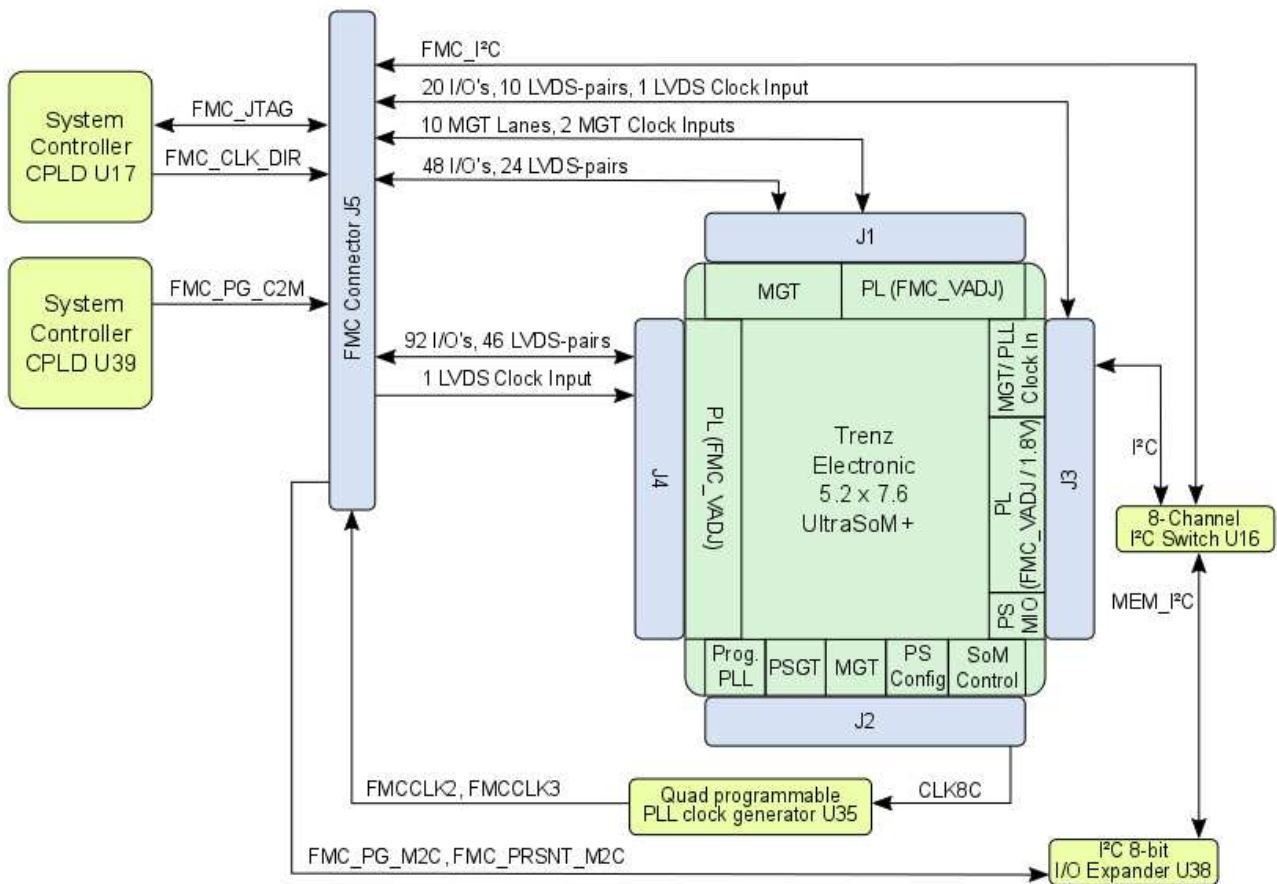 FMC_I²C
20 I/O's, 10 LVDS-pairs, 1 LVDS Clock Input
10 MGT Lanes, 2 MGT Clock Inputs
48 I/O's, 24 LVDS-pairs
System
Controller
CPLD U17
FMC_JTAG
FMC_CLK_DIR
FMC Connector J5
System
Controller
CPLD U39
FMC_PG_C2M
92 I/O's, 46 LVDS-pairs
1 LVDS Clock Input
J1
MGT
PL (FMC_VADJ)
J4
PL (FMC_VADJ)
Trenz
Electronic
5.2 x 7.6
UltraSoM+
MGT/ PLL
Clock In
PL
(FMC_VADJ / 1.8V)
PS
MIO
J3
I²C
8-Channel
I²C Switch U16
MEM_I²C
Prog.
PLL
PSGT
MGT
PS
Config
SoM
Control
J2
FMCCLK2, FMCCLK3
Quad programmable
PLL clock generator U35
CLK8C
FMC_PG_M2C, FMC_PRSNT_M2C
I²C 8-bit
I/O Expander U38